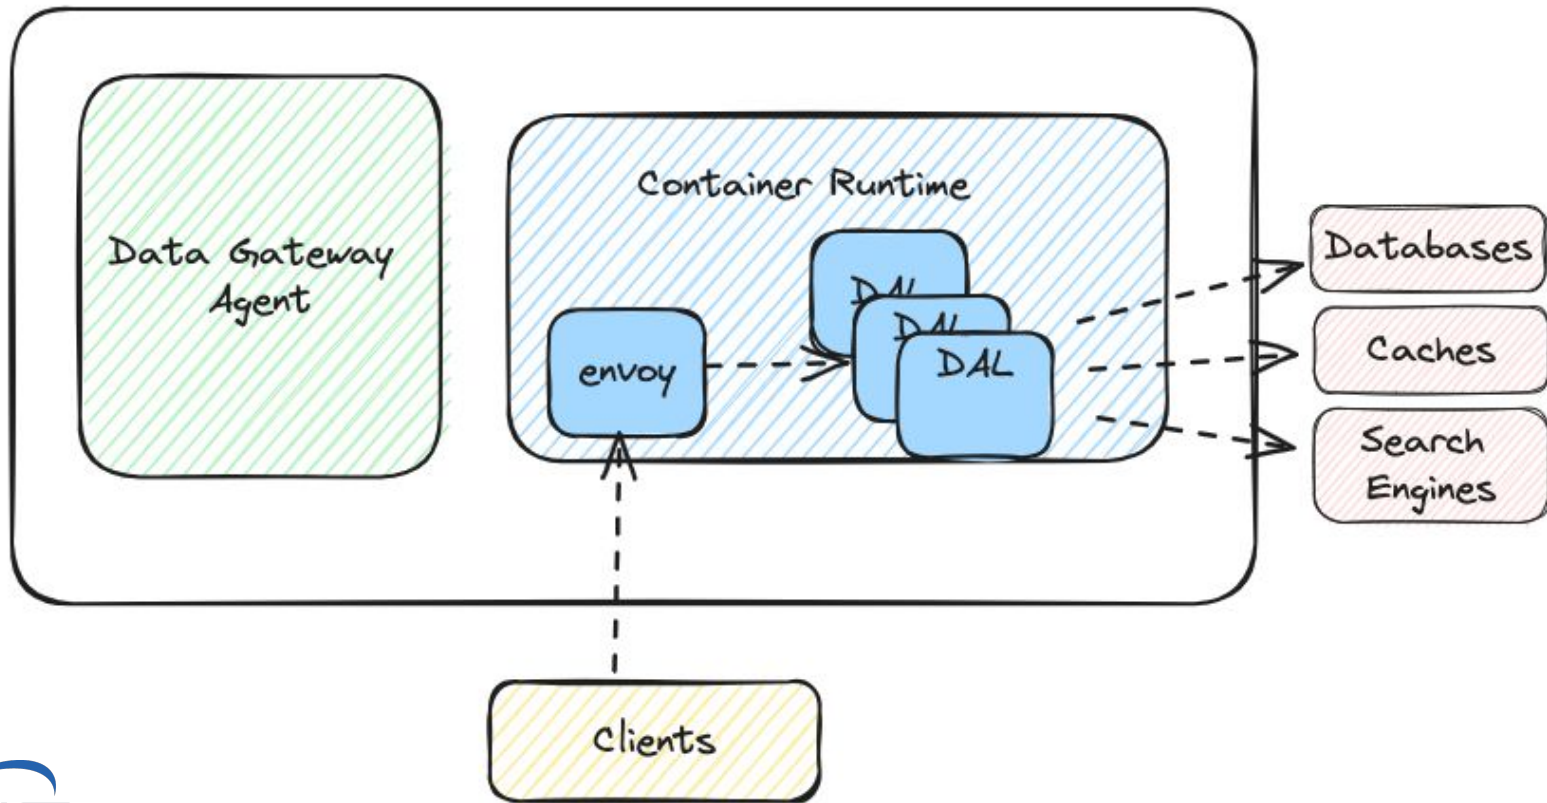 Container Runtime
Data Gateway
Agent
envoy
DAL
DAL
DAL
Databases
Caches
Search
Engines
Clients